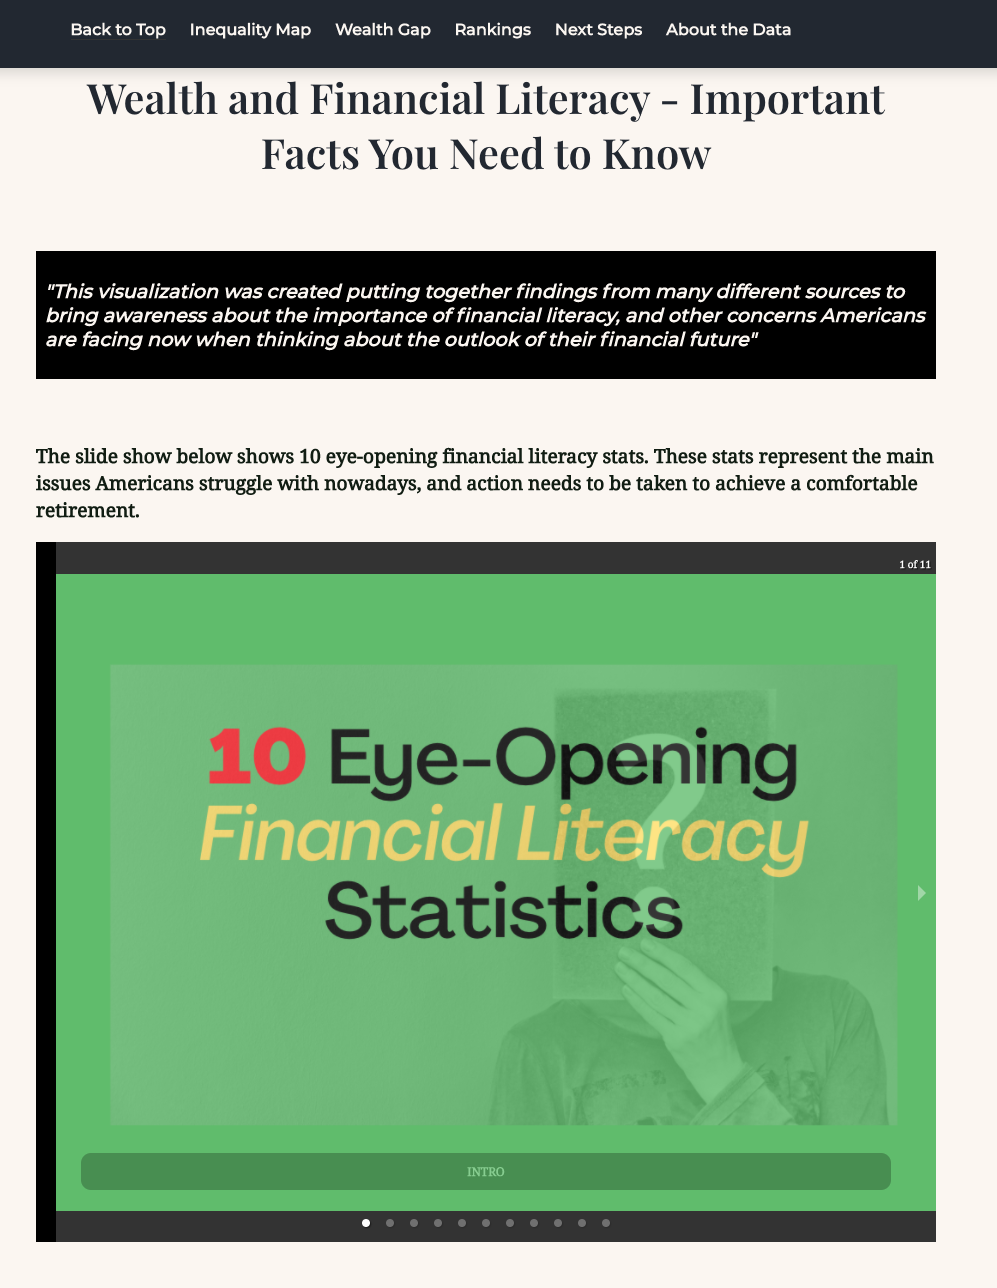 Back to Top Inequality Map Wealth Gap Rankings Next Steps About the Data
Wealth and Financial Literacy - Important
Facts You Need to Know
"This visualization was created putting together findings from many different sources to
bring awareness about the importance of financial literacy, and other concerns Americans
are facing now when thinking about the outlook of their financial future"
The slide show below shows 10 eye-opening financial literacy stats. These stats represent the main
issues Americans struggle with nowadays, and action needs to be taken to achieve a comfortable
retirement.
1 of 11
10 Eye-Opening
Financial Literacy
Statistics
?
INTRO